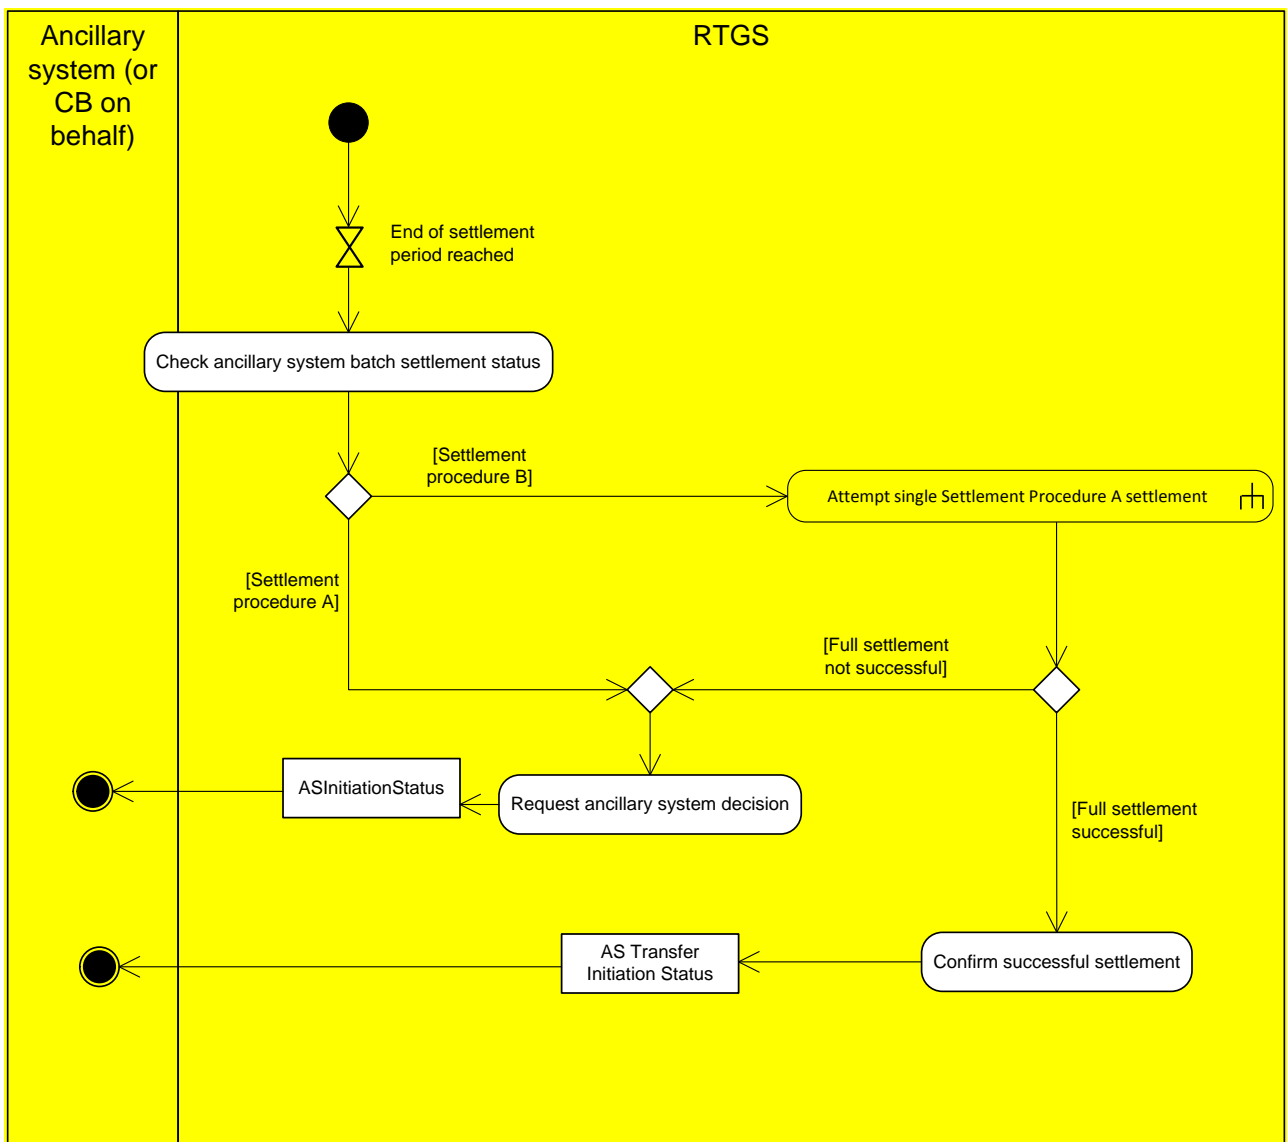 Ancillary
system (or
CB on
behalf)
RTGS
End of settlement
period reached
Check ancillary system batch settlement status
[Settlement
procedure B]
Attempt single Settlement Procedure A settlement
[Settlement
procedure A]
[Full settlement
not successful]
ASInitiationStatus
Request ancillary system decision
[Full settlement
successful]
AS Transfer
Initiation Status
Confirm successful settlement